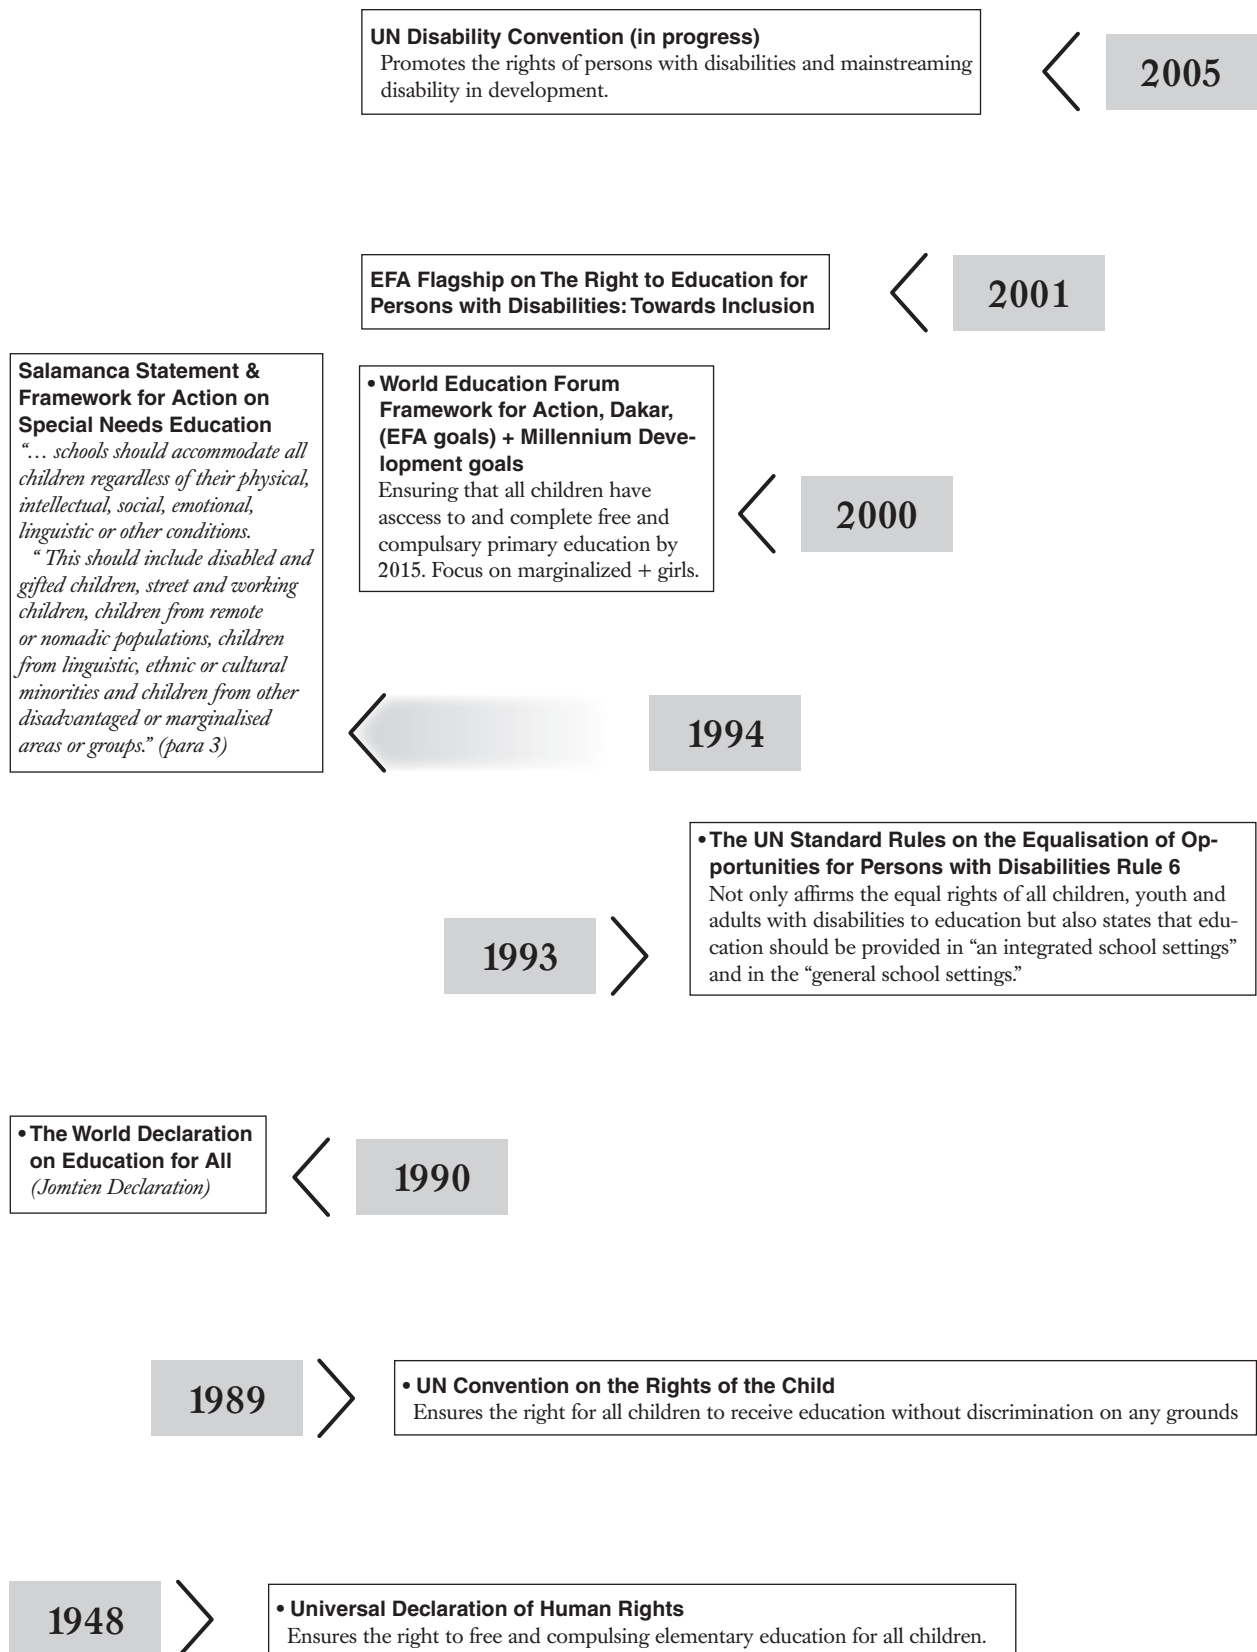 UN Disability Convention (in progress)
Promotes the rights of persons with disabilities and mainstreaming
disability in development.
2005
EFA Flagship on The Right to Education for
Persons with Disabilities: Towards Inclusion
2001
Salamanca Statement &
Framework for Action on
Special Needs Education
“… schools should accommodate all
children regardless of their physical,
intellectual, social, emotional,
linguistic or other conditions.
“ This should include disabled and
gifted children, street and working
children, children from remote
or nomadic populations, children
from linguistic, ethnic or cultural
minorities and children from other
disadvantaged or marginalised
areas or groups.” (para 3)
• World Education Forum
Framework for Action, Dakar,
(EFA goals) + Millennium Deve-
lopment goals
Ensuring that all children have
asccess to and complete free and
compulsary primary education by
2015. Focus on marginalized + girls.
2000
1994
• The UN Standard Rules on the Equalisation of Op-
portunities for Persons with Disabilities Rule 6
Not only affirms the equal rights of all children, youth and
adults with disabilities to education but also states that edu-
cation should be provided in “an integrated school settings”
and in the “general school settings.”
1993
• The World Declaration
on Education for All
(Jomtien Declaration)
1990
1989
• UN Convention on the Rights of the Child
Ensures the right for all children to receive education without discrimination on any grounds
1948
• Universal Declaration of Human Rights
Ensures the right to free and compulsing elementary education for all children.